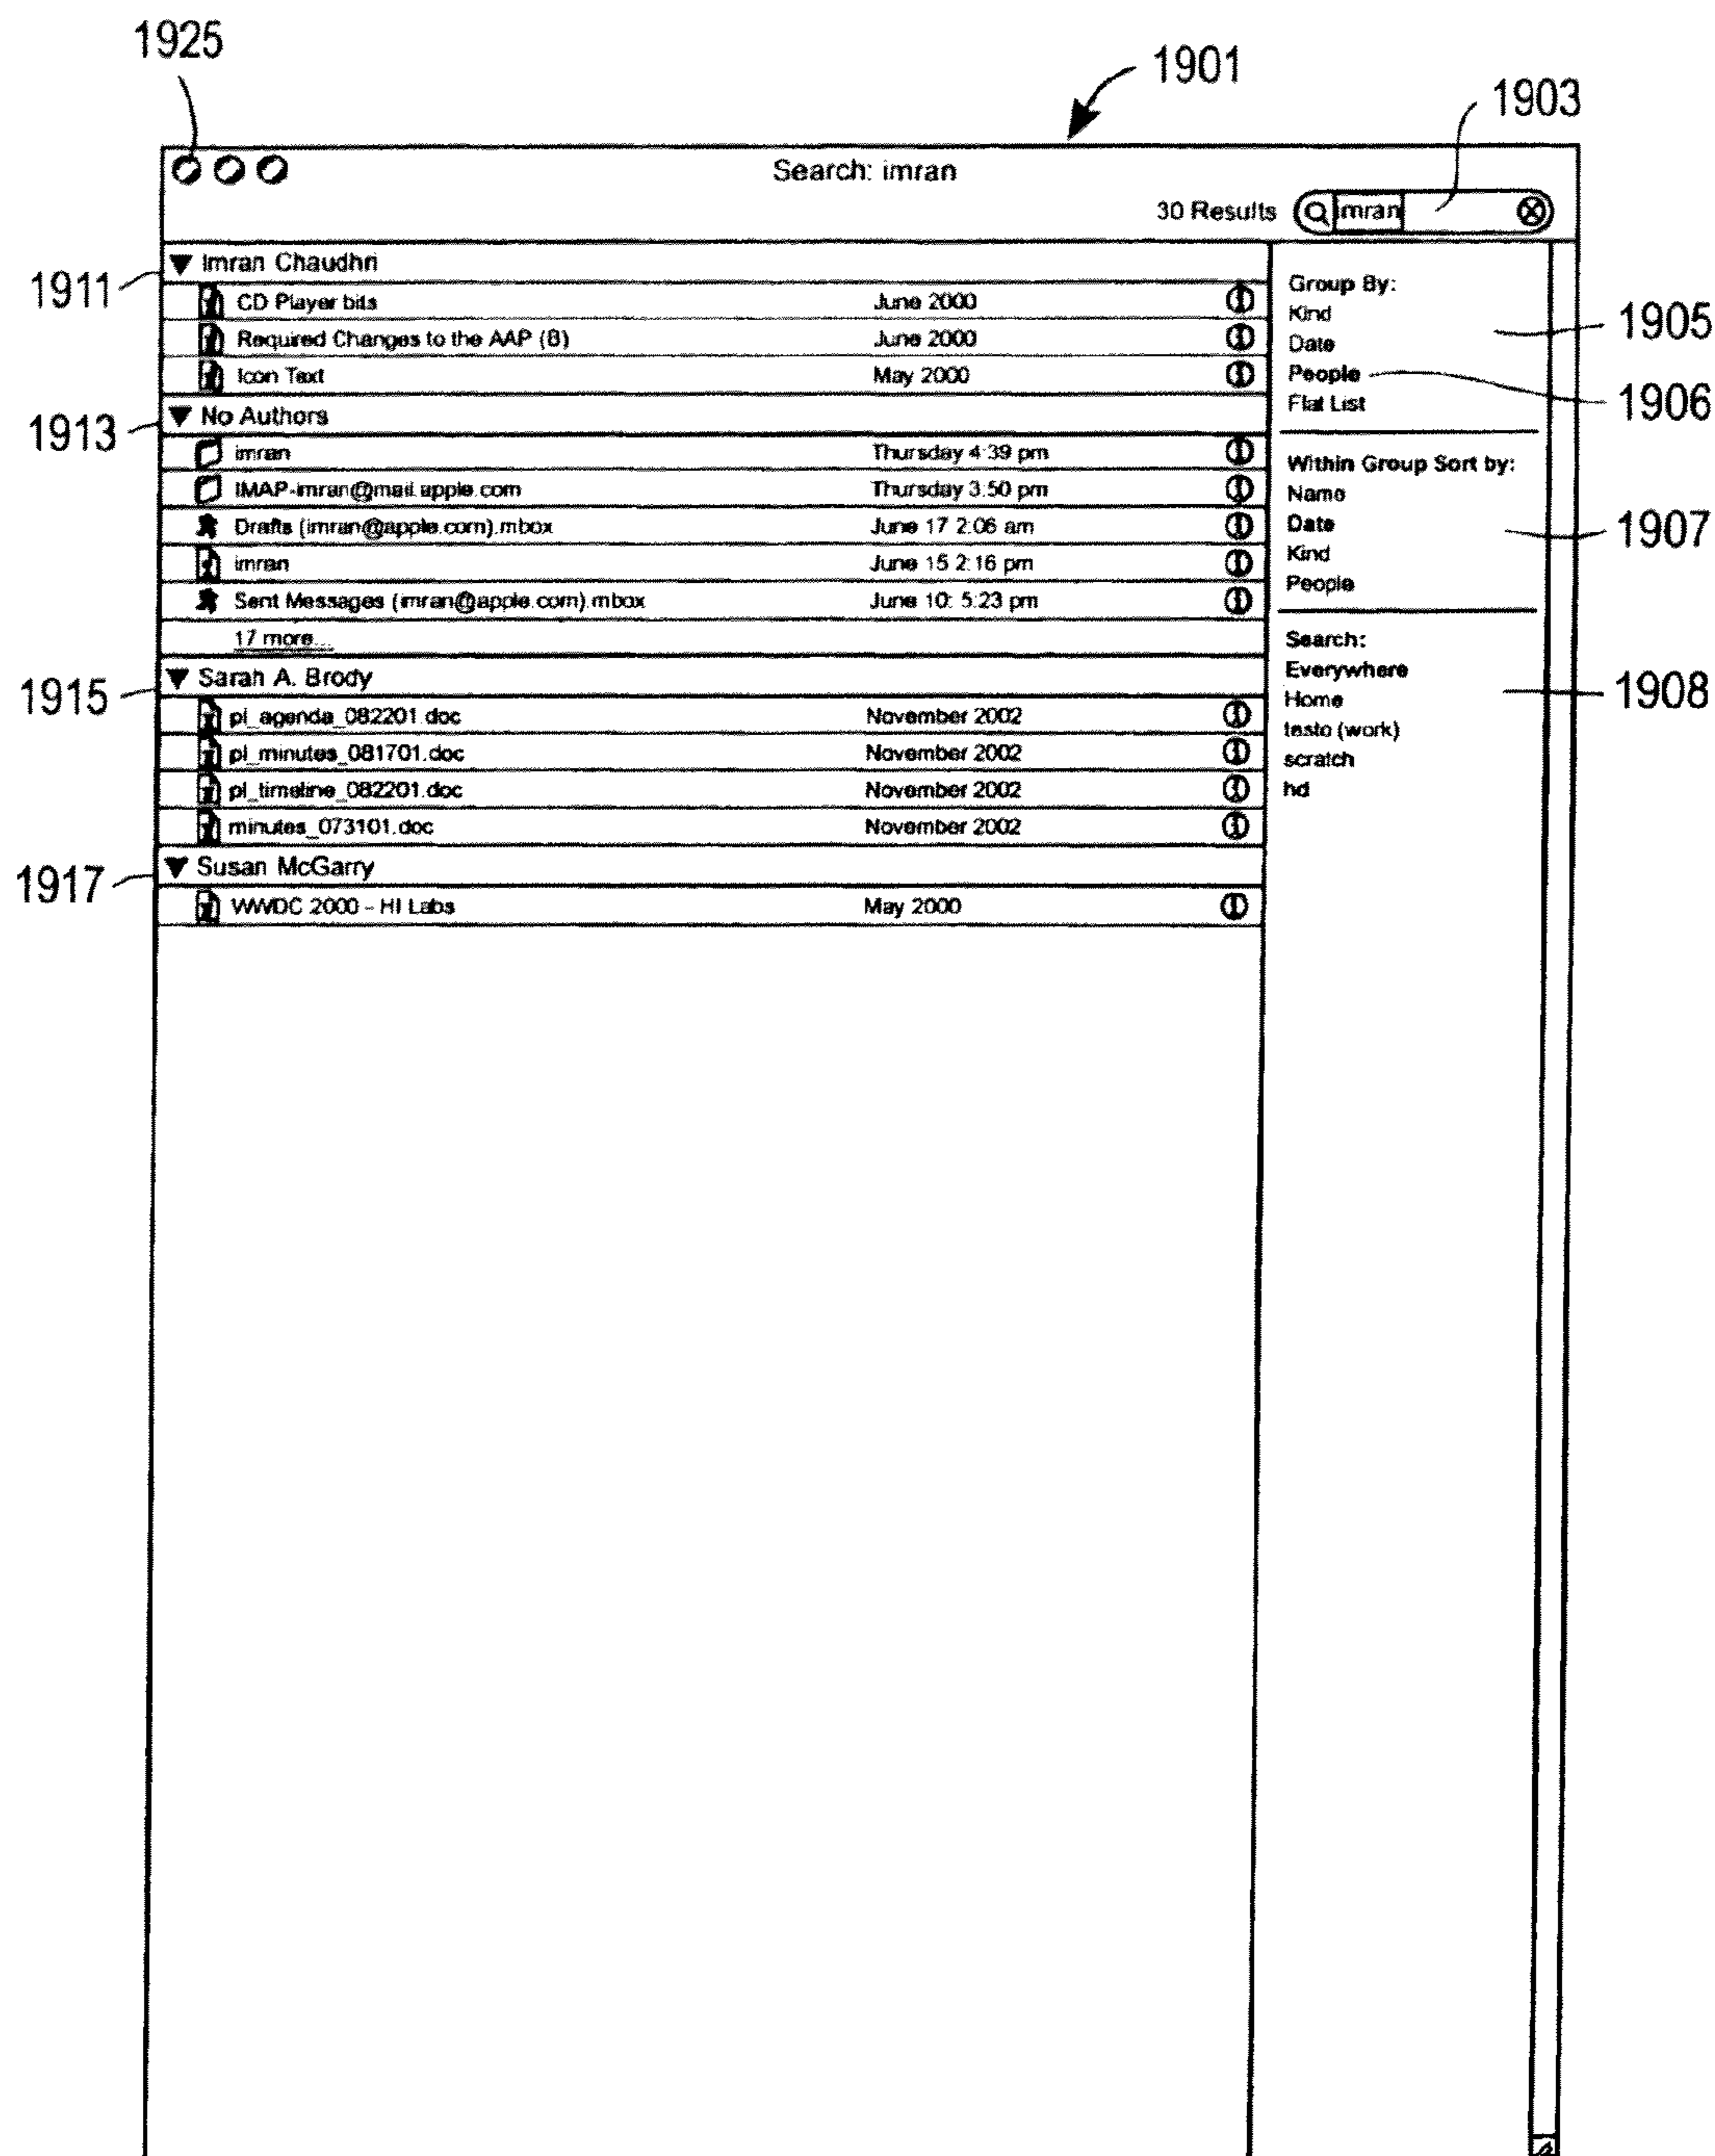 1925
1901
1903
Search: imran
30 Results imran
1911
Imran Chaudhri
CD Player bits June 2000
Required Changes to the AAP (B) June 2000
Icon Text May 2000
1913
No Authors
imran Thursday 4:39 pm
IMAP-imran@mail.apple.com Thursday 3:50 pm
Drafts (imran@apple.com).mbox June 17 2:06 am
imran June 15 2:16 pm
Sent Messages (imran@apple.com).mbox June 10: 5:23 pm
17 more...
1915
Sarah A. Brody
pl_agenda_082201.doc November 2002
pl_minutes_081701.doc November 2002
pl_timeline_082201.doc November 2002
minutes_073101.doc November 2002
1917
Susan McGarry
WWDC 2000 – HI Labs May 2000
Group By:
Kind
Date
People
Flat List
1905
1906
Within Group Sort by:
Name
Date
Kind
People
1907
Search:
Everywhere
Home
testo (work)
scratch
hd
1908